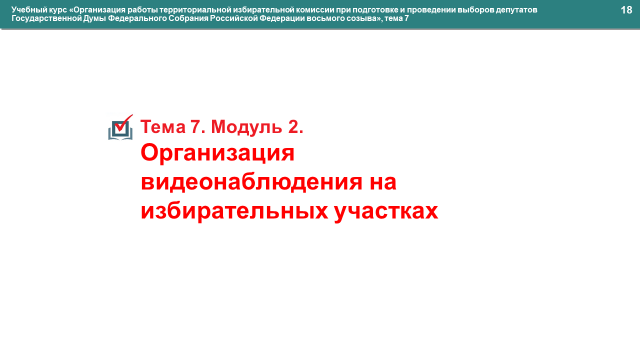 Учебный курс «Организация работы территориальной избирательной комиссии при подготовке и проведении выборов депутатов
Государственной Думы Федерального Собрания Российской Федерации восьмого созыва», тема 7
18
Тема 7. Модуль 2.
Организация
видеонаблюдения на
избирательных участках